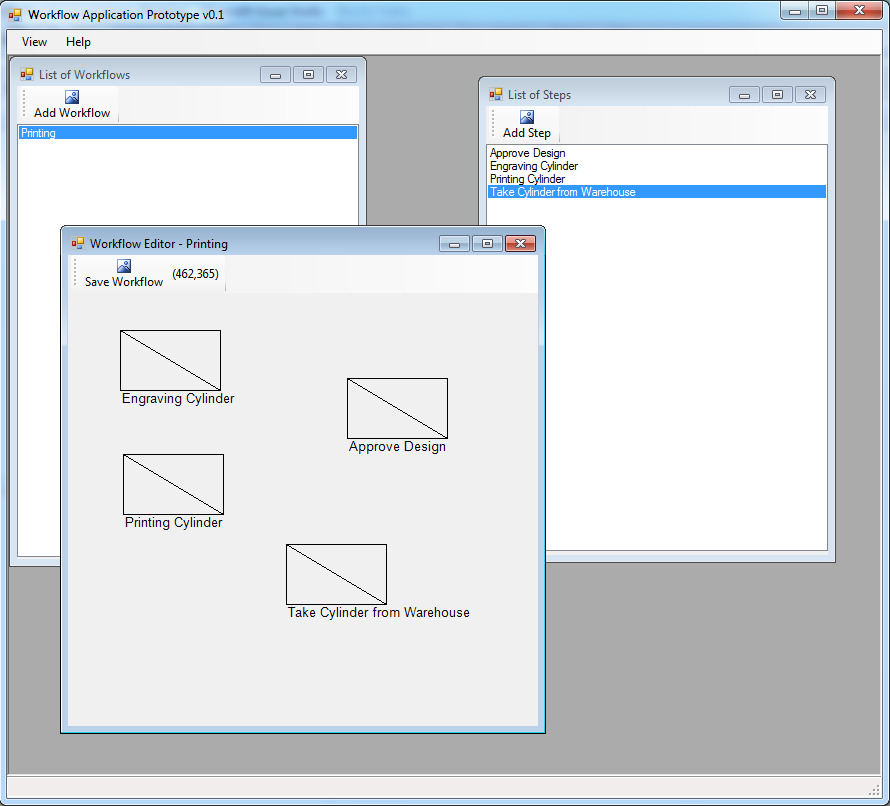 Workflow Application Prototype v0.1
View Help
List of Workflows
Add Workflow
Printing
List of Steps
Add Step
Approve Design
Engraving Cylinder
Printing Cylinder
Take Cylinder from Warehouse
Workflow Editor - Printing
Save Workflow (462,365)
Engraving Cylinder
Approve Design
Printing Cylinder
Take Cylinder from Warehouse